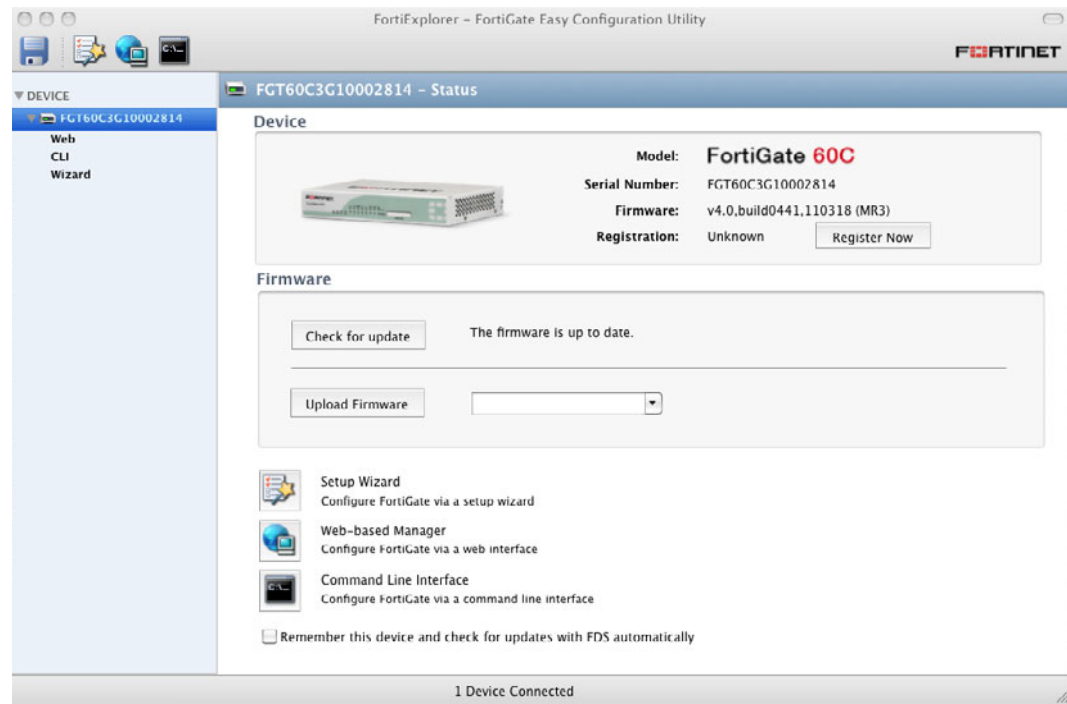 FortiExplorer – FortiGate Easy Configuration Utility
FORTINET
DEVICE
FGT60C3G10002814
Web
CLI
Wizard
FGT60C3G10002814 – Status
Device
Model: FortiGate 60C
Serial Number: FGT60C3G10002814
Firmware: v4.0,build0441,110318 (MR3)
Registration: Unknown Register Now
Firmware
Check for update The firmware is up to date.
Upload Firmware
Setup Wizard
Configure FortiGate via a setup wizard
Web-based Manager
Configure FortiGate via a web interface
Command Line Interface
Configure FortiGate via a command line interface
Remember this device and check for updates with FDS automatically
1 Device Connected